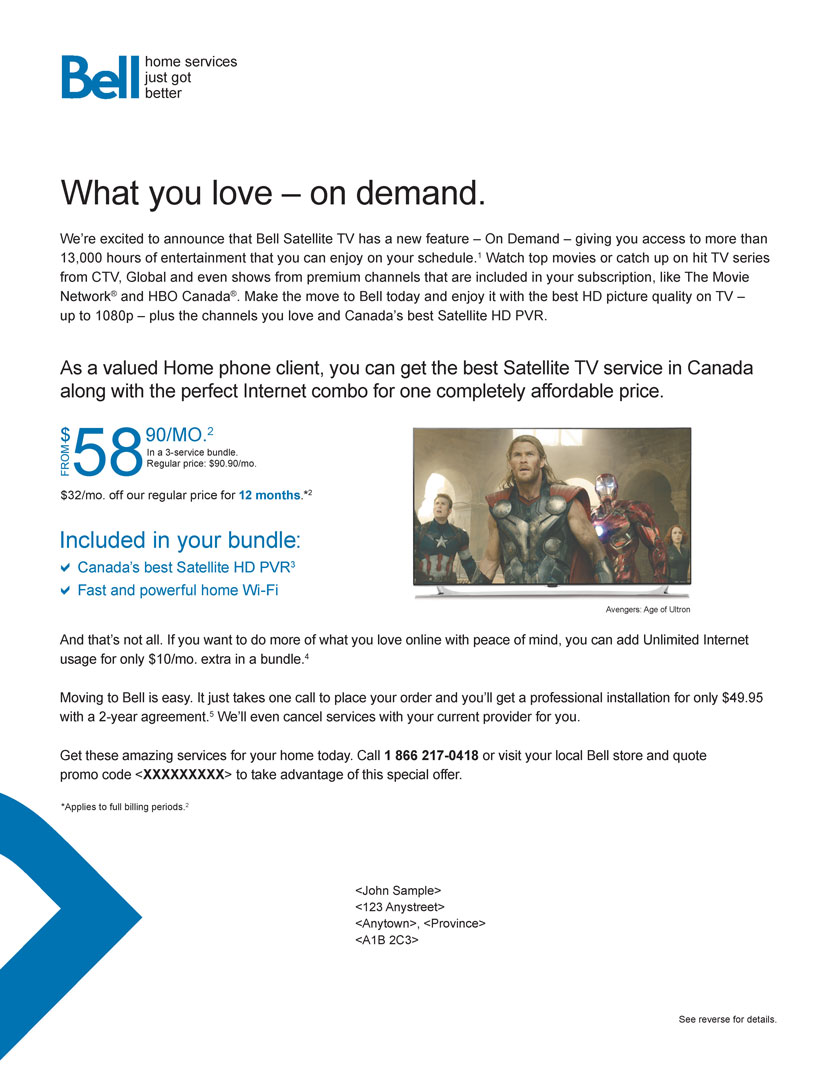 Bell
home services
just got
better
What you love – on demand.
We're excited to announce that Bell Satellite TV has a new feature – On Demand – giving you access to more than
13,000 hours of entertainment that you can enjoy on your schedule.¹ Watch top movies or catch up on hit TV series
from CTV, Global and even shows from premium channels that are included in your subscription, like The Movie
Network® and HBO Canada®. Make the move to Bell today and enjoy it with the best HD picture quality on TV –
up to 1080p – plus the channels you love and Canada's best Satellite HD PVR.
As a valued Home phone client, you can get the best Satellite TV service in Canada
along with the perfect Internet combo for one completely affordable price.
FROM $58 90/MO.²
In a 3-service bundle.
Regular price: $90.90/mo.
$32/mo. off our regular price for 12 months.*²
Included in your bundle:
Canada's best Satellite HD PVR³
Fast and powerful home Wi-Fi
Avengers: Age of Ultron
And that's not all. If you want to do more of what you love online with peace of mind, you can add Unlimited Internet
usage for only $10/mo. extra in a bundle.⁴
Moving to Bell is easy. It just takes one call to place your order and you'll get a professional installation for only $49.95
with a 2-year agreement.⁵ We'll even cancel services with your current provider for you.
Get these amazing services for your home today. Call 1 866 217-0418 or visit your local Bell store and quote
promo code <XXXXXXXXX> to take advantage of this special offer.
*Applies to full billing periods.²
<John Sample>
<123 Anystreet>
<Anytown>, <Province>
<A1B 2C3>
See reverse for details.